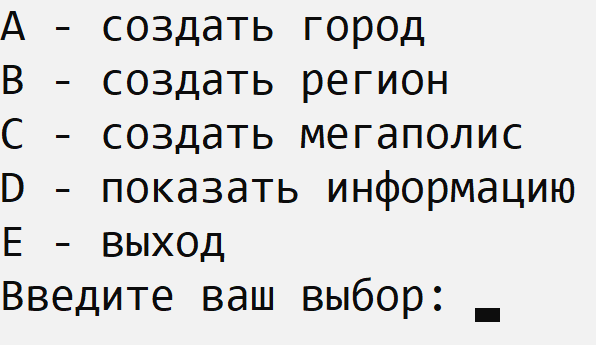 A - создать город
B - создать регион
C - создать мегаполис
D - показать информацию
E - выход
Введите ваш выбор: